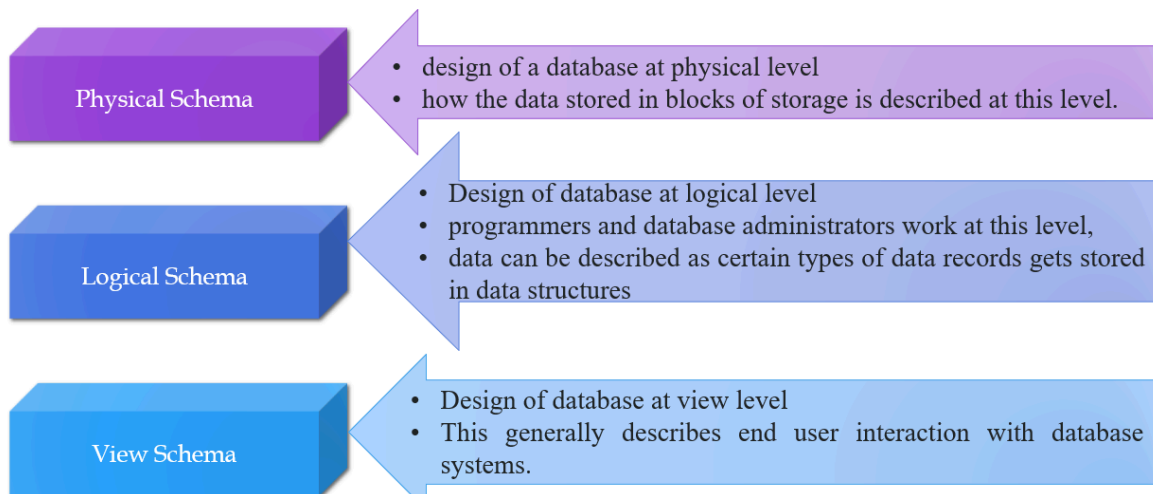 Physical Schema
• design of a database at physical level
• how the data stored in blocks of storage is described at this level.
Logical Schema
• Design of database at logical level
• programmers and database administrators work at this level,
• data can be described as certain types of data records gets stored
in data structures
View Schema
• Design of database at view level
• This generally describes end user interaction with database
systems.